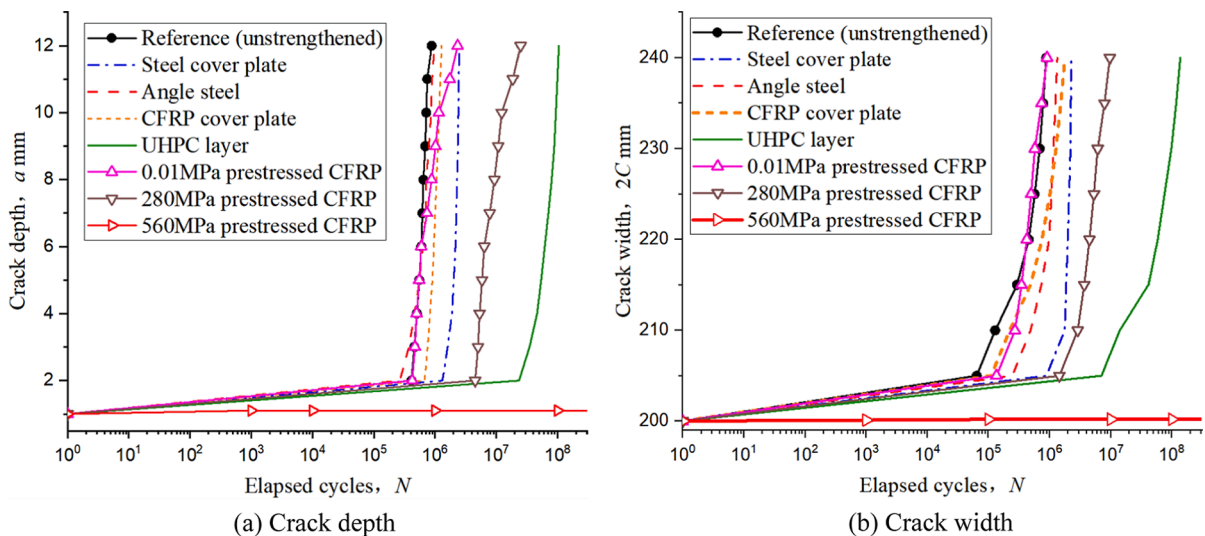 12
10
8
6
4
2
Crack depth, a mm
Reference (unstrengthened)
Steel cover plate
Angle steel
CFRP cover plate
UHPC layer
0.01MPa prestressed CFRP
280MPa prestressed CFRP
560MPa prestressed CFRP
10^0 10^1 10^2 10^3 10^4 10^5 10^6 10^7 10^8
Elapsed cycles, N
(a) Crack depth
240
230
220
210
200
Crack width, 2C mm
Reference (unstrengthened)
Steel cover plate
Angle steel
CFRP cover plate
UHPC layer
0.01MPa prestressed CFRP
280MPa prestressed CFRP
560MPa prestressed CFRP
10^0 10^1 10^2 10^3 10^4 10^5 10^6 10^7 10^8
Elapsed cycles, N
(b) Crack width